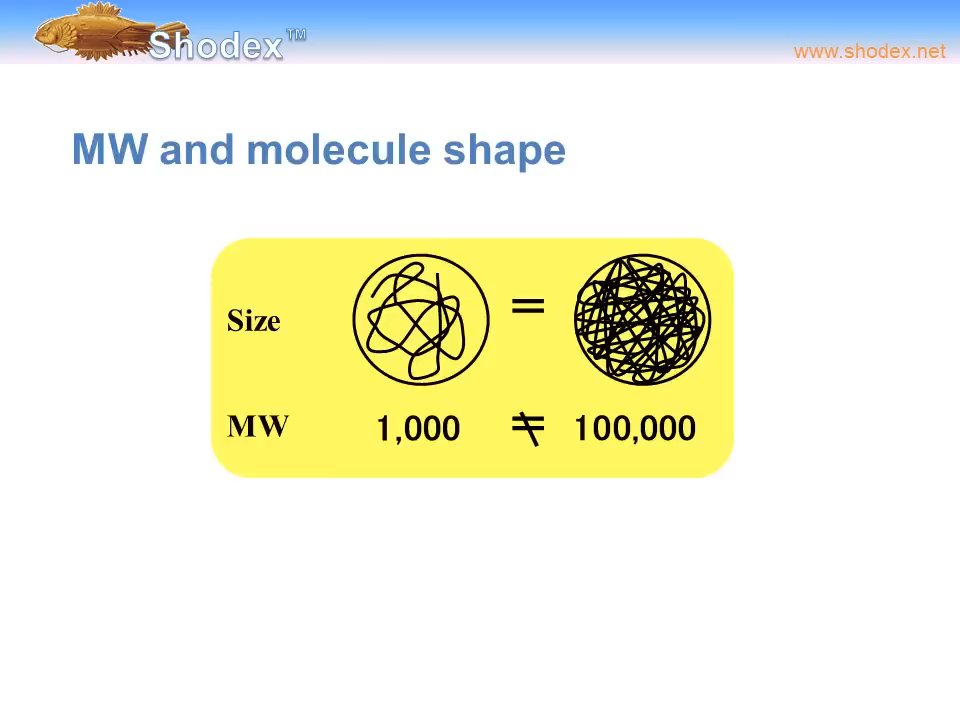 Shodex™
www.shodex.net
MW and molecule shape
Size =
MW 1,000 ≠ 100,000